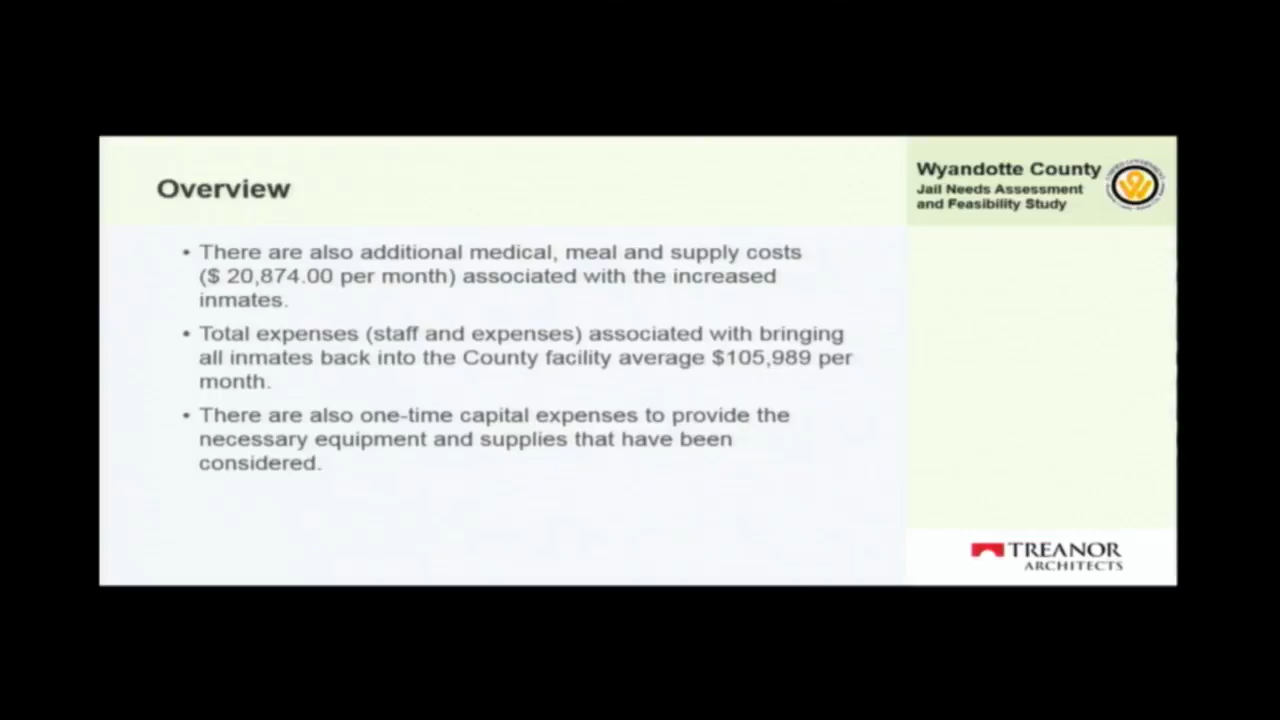 Overview
Wyandotte County
Jail Needs Assessment
and Feasibility Study
• There are also additional medical, meal and supply costs
($ 20,874.00 per month) associated with the increased
inmates.
• Total expenses (staff and expenses) associated with bringing
all inmates back into the County facility average $105,989 per
month.
• There are also one-time capital expenses to provide the
necessary equipment and supplies that have been
considered.
TREANOR
ARCHITECTS